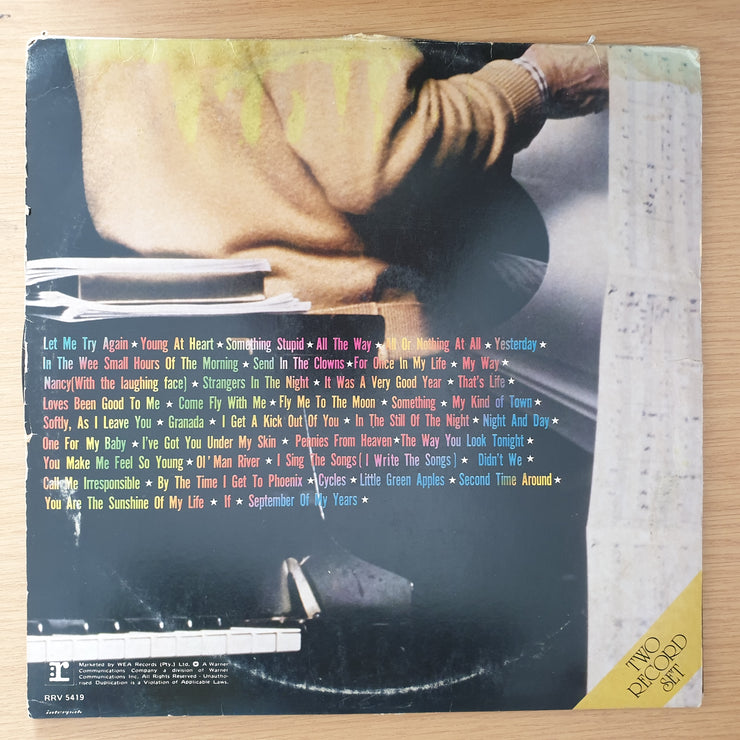 Let Me Try Again ★ Young At Heart ★ Something Stupid ★ All The Way ★ All Or Nothing At All ★ Yesterday ★
In The Wee Small Hours Of The Morning ★ Send In The Clowns ★ For Once In My Life ★ My Way ★
Nancy(With the laughing face) ★ Strangers In The Night ★ It Was A Very Good Year ★ That's Life ★
Loves Been Good To Me ★ Come Fly With Me ★ Fly Me To The Moon ★ Something ★ My Kind of Town ★
Softly, As I Leave You ★ Granada ★ I Get A Kick Out Of You ★ In The Still Of The Night ★ Night And Day ★
One For My Baby ★ I've Got You Under My Skin ★ Pennies From Heaven ★ The Way You Look Tonight ★
You Make Me Feel So Young ★ Ol' Man River ★ I Sing The Songs(I Write The Songs) ★ Didn't We ★
Call Me Irresponsible ★ By The Time I Get To Phoenix ★ Cycles ★ Little Green Apples ★ Second Time Around ★
You Are The Sunshine Of My Life ★ If ★ September Of My Years ★
TWO
RECORD
SET
r
Marketed by WEA Records (Pty.) Ltd. ℗ A Warner
Communications Company a division of Warner
Communications Inc. All Rights Reserved - Unautho-
rised Duplication is a Violation of Applicable Laws.
RRV 5419
interpak